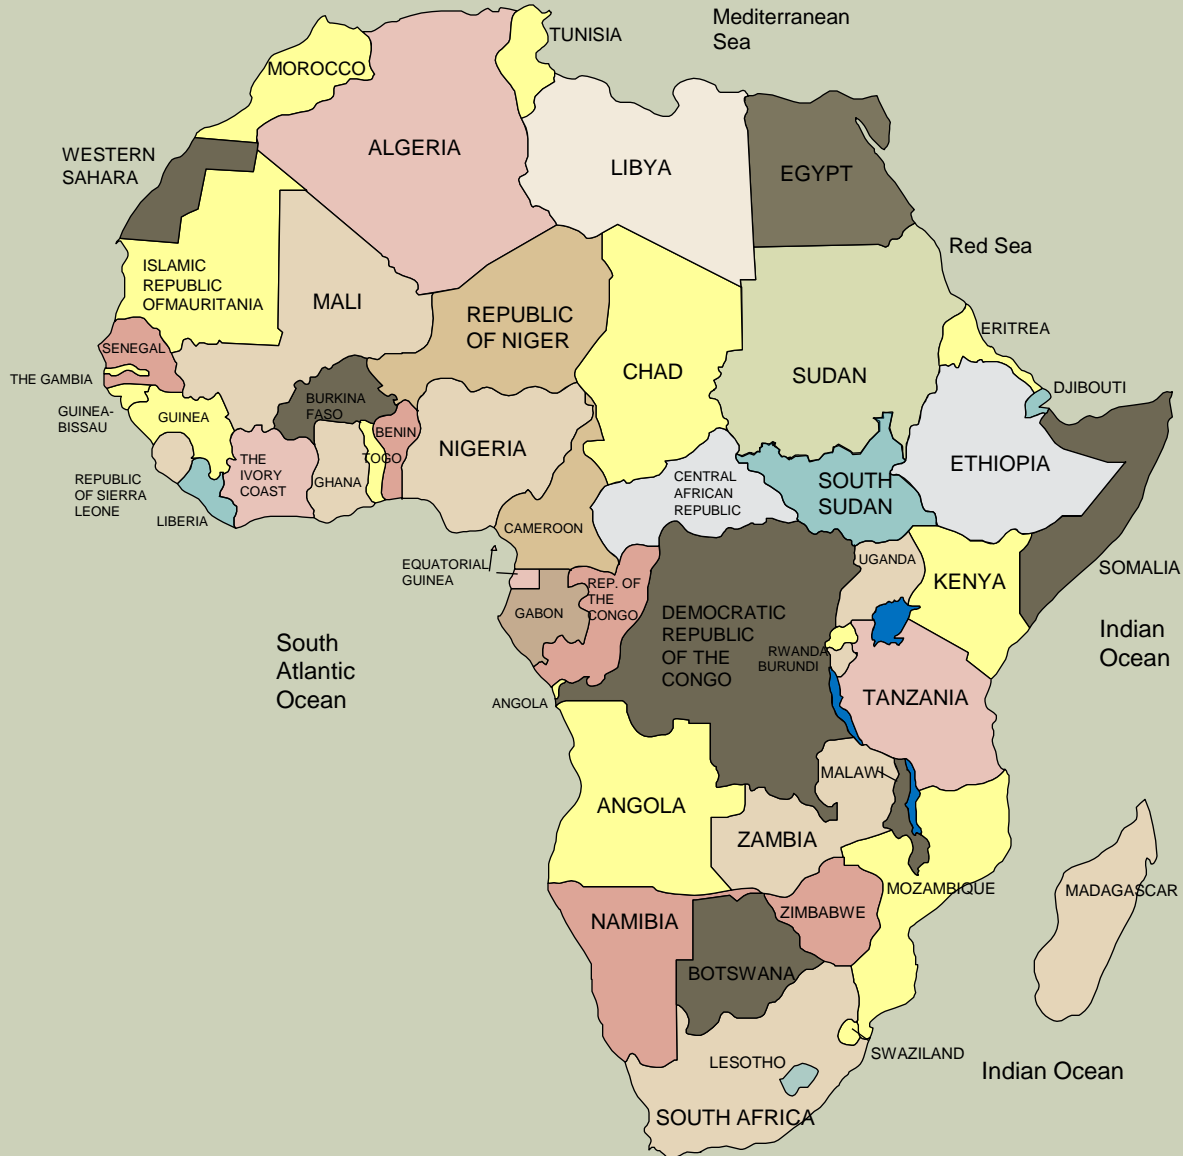 Mediterranean
Sea
TUNISIA
MOROCCO
ALGERIA
WESTERN
SAHARA
LIBYA
EGYPT
Red Sea
ISLAMIC
REPUBLIC
OFMAURITANIA
MALI
REPUBLIC
OF NIGER
ERITREA
SENEGAL
CHAD
SUDAN
THE GAMBIA
DJIBOUTI
BURKINA
FASO
GUINEA-
BISSAU
GUINEA
BENIN
NIGERIA
TOGO
THE
IVORY
COAST
GHANA
ETHIOPIA
CENTRAL
AFRICAN
REPUBLIC
SOUTH
SUDAN
REPUBLIC
OF SIERRA
LEONE
LIBERIA
CAMEROON
EQUATORIAL
GUINEA
UGANDA
KENYA
SOMALIA
REP. OF
THE
CONGO
GABON
DEMOCRATIC
REPUBLIC
OF THE
CONGO
South
Atlantic
Ocean
Indian
Ocean
RWANDA
BURUNDI
TANZANIA
ANGOLA
MALAWI
ANGOLA
ZAMBIA
MOZAMBIQUE
MADAGASCAR
NAMIBIA
ZIMBABWE
BOTSWANA
SWAZILAND
LESOTHO
Indian Ocean
SOUTH AFRICA